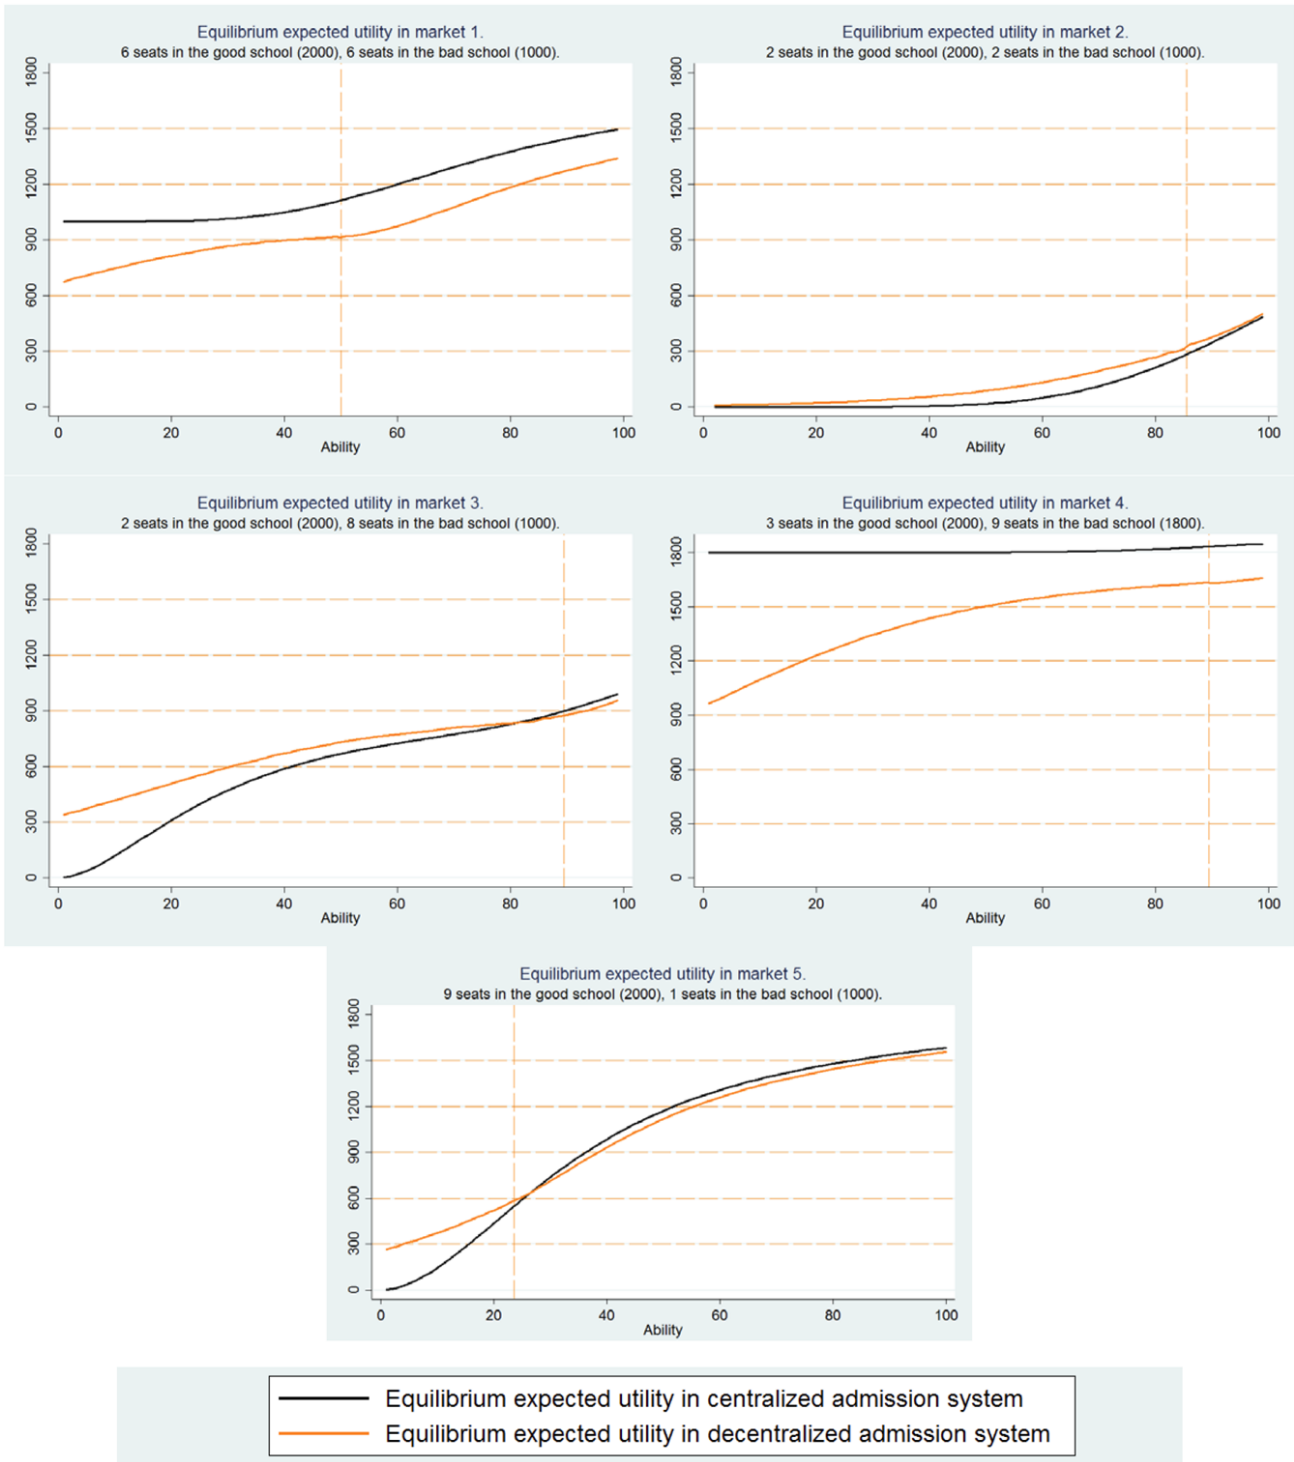 Equilibrium expected utility in market 1.
6 seats in the good school (2000), 6 seats in the bad school (1000).
1800
1500
1200
900
600
300
0
0 20 40 60 80 100
Ability
Equilibrium expected utility in market 2.
2 seats in the good school (2000), 2 seats in the bad school (1000).
1800
1500
1200
900
600
300
0
0 20 40 60 80 100
Ability
Equilibrium expected utility in market 3.
2 seats in the good school (2000), 8 seats in the bad school (1000).
1800
1500
1200
900
600
300
0
0 20 40 60 80 100
Ability
Equilibrium expected utility in market 4.
3 seats in the good school (2000), 9 seats in the bad school (1800).
1800
1500
1200
900
600
300
0
0 20 40 60 80 100
Ability
Equilibrium expected utility in market 5.
9 seats in the good school (2000), 1 seats in the bad school (1000).
1800
1500
1200
900
600
300
0
0 20 40 60 80 100
Ability
Equilibrium expected utility in centralized admission system
Equilibrium expected utility in decentralized admission system